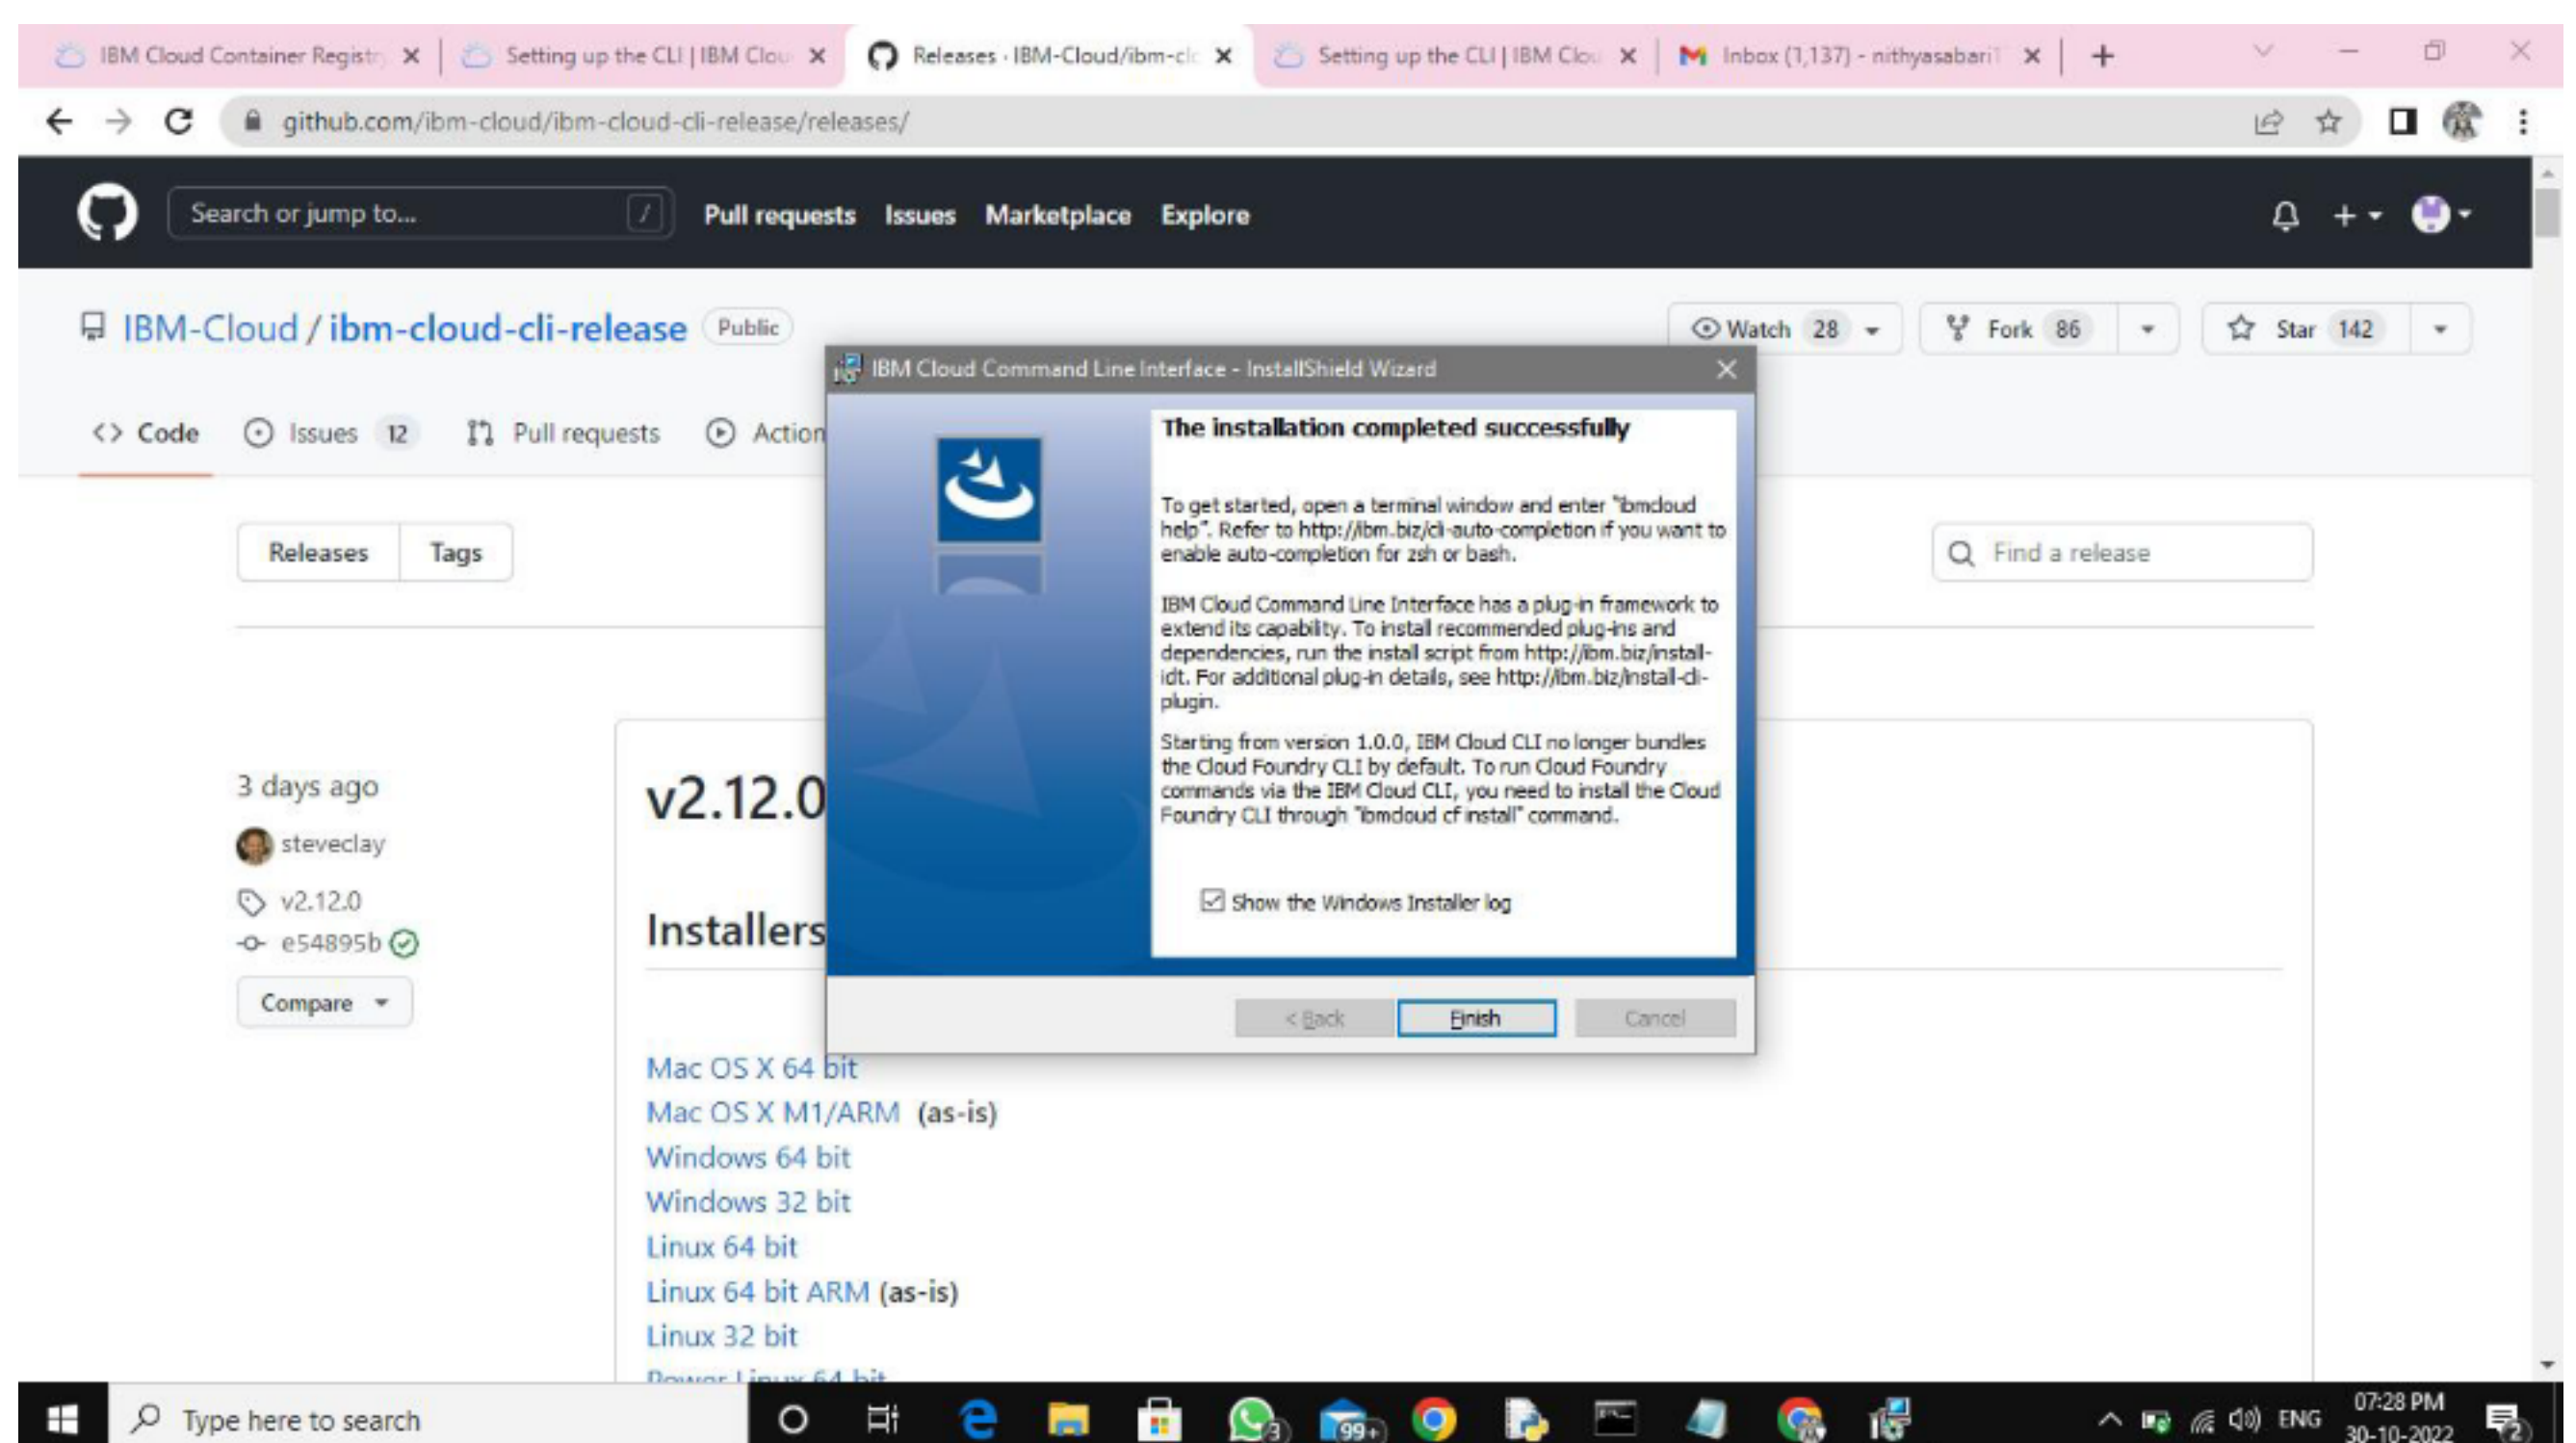 IBM Cloud Container Registry
Setting up the CLI | IBM Clou
Releases · IBM-Cloud/ibm-clo
Setting up the CLI | IBM Clou
Inbox (1,137) - nithyasabari1
github.com/ibm-cloud/ibm-cloud-cli-release/releases/
Search or jump to...
/
Pull requests Issues Marketplace Explore
IBM-Cloud / ibm-cloud-cli-release Public
Watch 28
Fork 86
Star 142
IBM Cloud Command Line Interface - InstallShield Wizard
Code
Issues 12
Pull requests
Action
The installation completed successfully
To get started, open a terminal window and enter "ibmcloud
help". Refer to http://ibm.biz/cli-auto-completion if you want to
enable auto-completion for zsh or bash.
IBM Cloud Command Line Interface has a plug-in framework to
extend its capability. To install recommended plug-ins and
dependencies, run the install script from http://ibm.biz/install-
idt. For additional plug-in details, see http://ibm.biz/install-cli-
plugin.
Starting from version 1.0.0, IBM Cloud CLI no longer bundles
the Cloud Foundry CLI by default. To run Cloud Foundry
commands via the IBM Cloud CLI, you need to install the Cloud
Foundry CLI through "ibmcloud cf install" command.
Show the Windows Installer log
< Back
Finish
Cancel
Releases
Tags
Find a release
3 days ago
steveclay
v2.12.0
e54895b
Compare
v2.12.0
Installers
Mac OS X 64 bit
Mac OS X M1/ARM (as-is)
Windows 64 bit
Windows 32 bit
Linux 64 bit
Linux 64 bit ARM (as-is)
Linux 32 bit
Power Linux 64 bit
Type here to search
3
99+
ENG
07:28 PM
30-10-2022
2